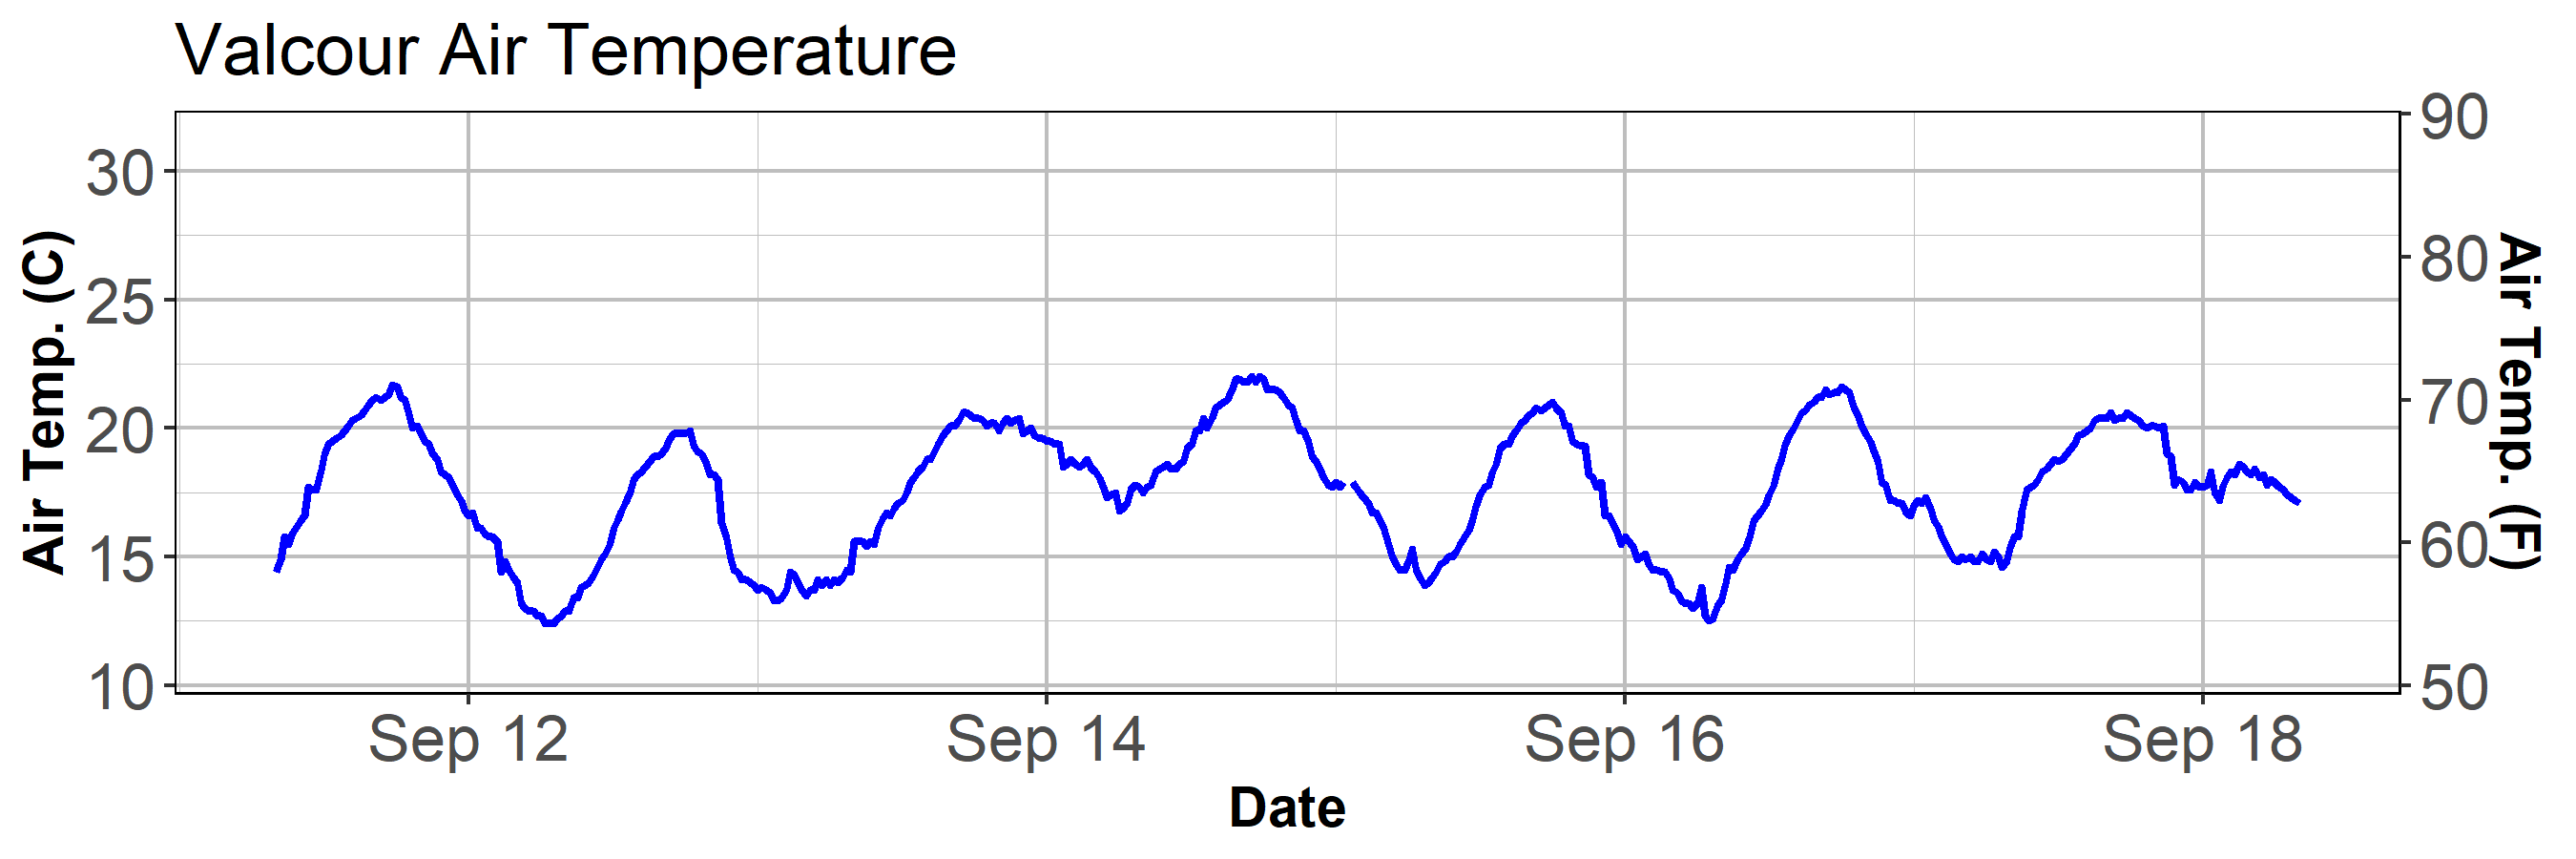 Valcour Air Temperature
Air Temp. (C)
30
25
20
15
10
90
80
70
60
50
Air Temp. (F)
Sep 12
Sep 14
Sep 16
Sep 18
Date